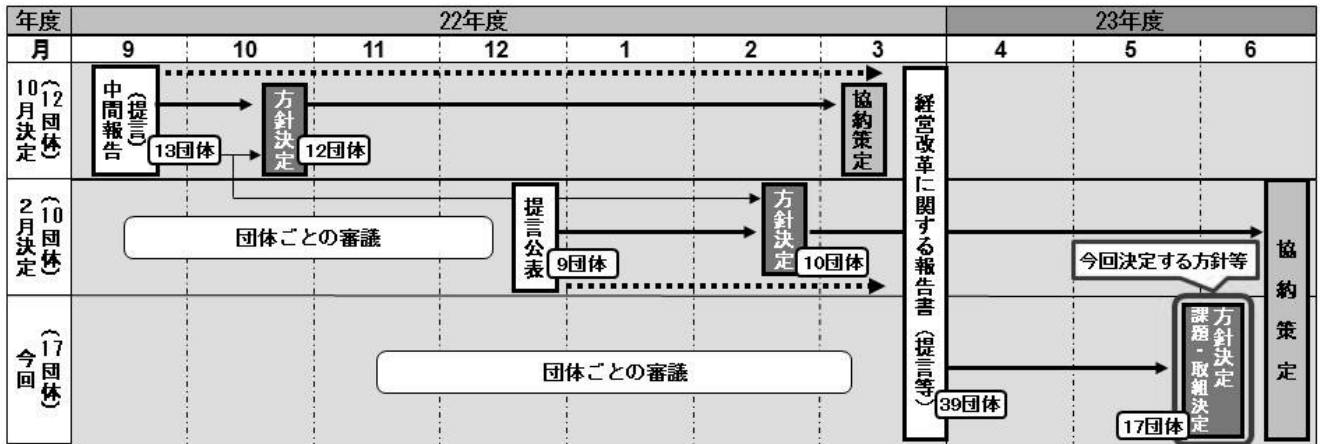 年度
22年度
23年度
月
9
10
11
12
1
2
3
4
5
6
10月決定
(12団体)
中間報告
(提言)
13団体
方針決定
12団体
協約策定
経営改革に関する報告書(提言等)
39団体
2月決定
(10団体)
団体ごとの審議
提言公表
9団体
方針決定
10団体
今回決定する方針等
協約策定
今回
(17団体)
団体ごとの審議
方針決定
課題・取組決定
17団体